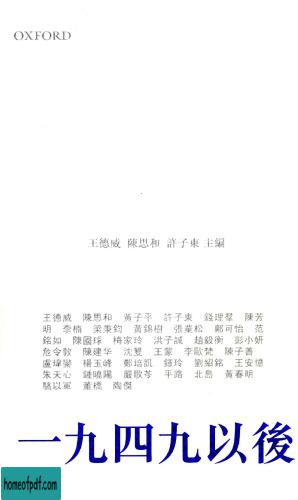 OXFORD
王德威 陳思和 許子東 主編
王德威 陳思和 黃子平 許子東 錢理羣 陳芳
明 李楠 梁秉鈞 黃錦樹 張業松 鄭可怡 范
銘如 陳國球 梅家玲 洪子誠 趙毅衡 彭小妍
危令敦 陳建华 沈雙 王蒙 李歐梵 陳子善
盧瑋鑾 楊玉峰 鄭培凱 鍾玲 劉紹銘 王安憶
朱天心 鍾曉陽 嚴歌苓 平路 北島 黃春明
駱以軍 董橋 陶傑
一九四九以後
homeofpdf.com